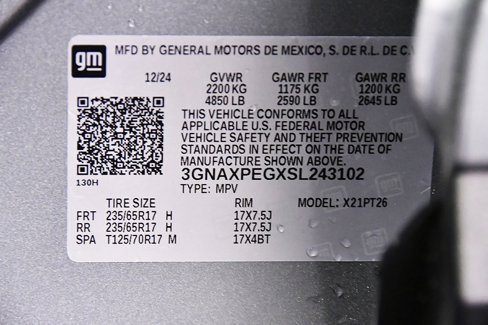 gm MFD BY GENERAL MOTORS DE MEXICO, S. DE R.L. DE C.V
12/24 GVWR GAWR FRT GAWR RR
2200 KG 1175 KG 1200 KG
4850 LB 2590 LB 2645 LB
THIS VEHICLE CONFORMS TO ALL
APPLICABLE U.S. FEDERAL MOTOR
VEHICLE SAFETY AND THEFT PREVENTION
STANDARDS IN EFFECT ON THE DATE OF
MANUFACTURE SHOWN ABOVE.
3GNAXPEGXSL243102
130H TYPE: MPV
TIRE SIZE RIM MODEL: X21PT26
FRT 235/65R17 H 17X7.5J
RR 235/65R17 H 17X7.5J
SPA T125/70R17 M 17X4BT